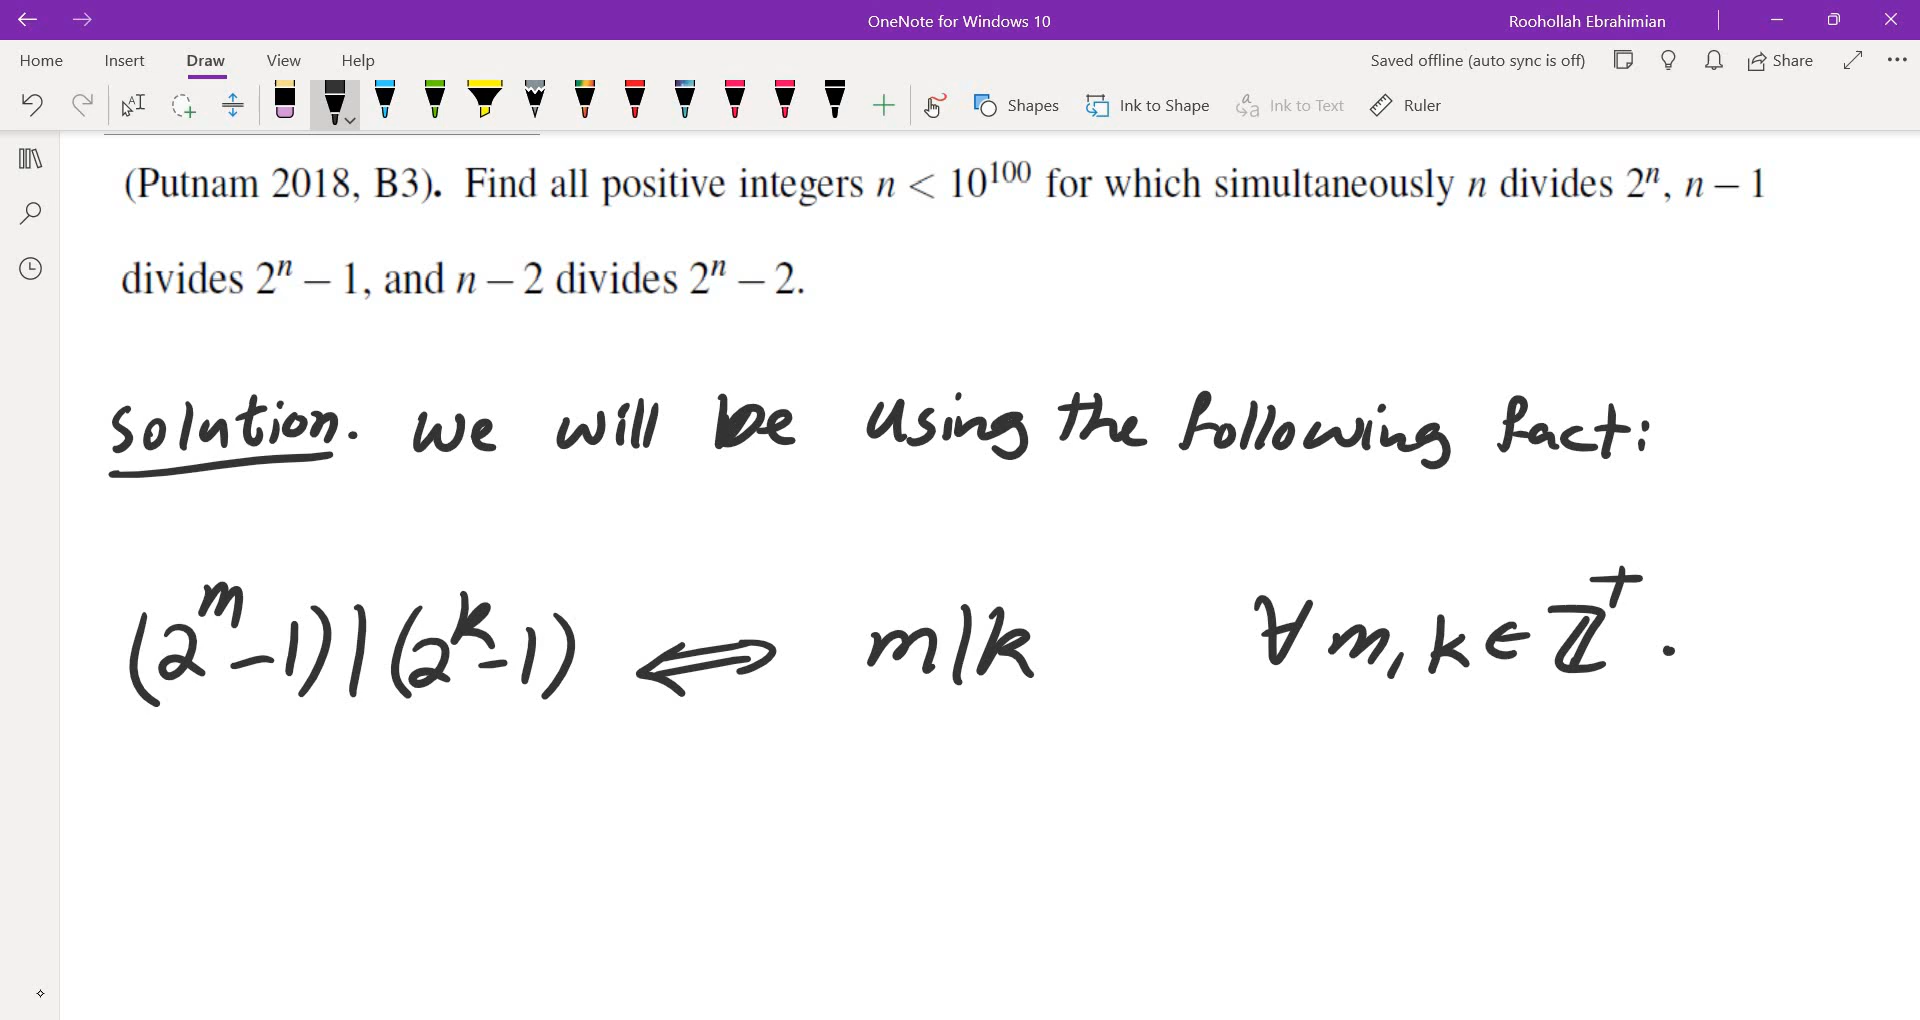 OneNote for Windows 10
Roohollah Ebrahimian
Home Insert Draw View Help
Saved offline (auto sync is off) Share
Shapes Ink to Shape Ink to Text Ruler
(Putnam 2018, B3). Find all positive integers n < 10^100 for which simultaneously n divides 2^n, n − 1
divides 2^n − 1, and n − 2 divides 2^n − 2.
Solution. We will be using the following fact:
(2^m - 1) | (2^k - 1) ⟺ m | k ∀ m, k ∈ ℤ^+.